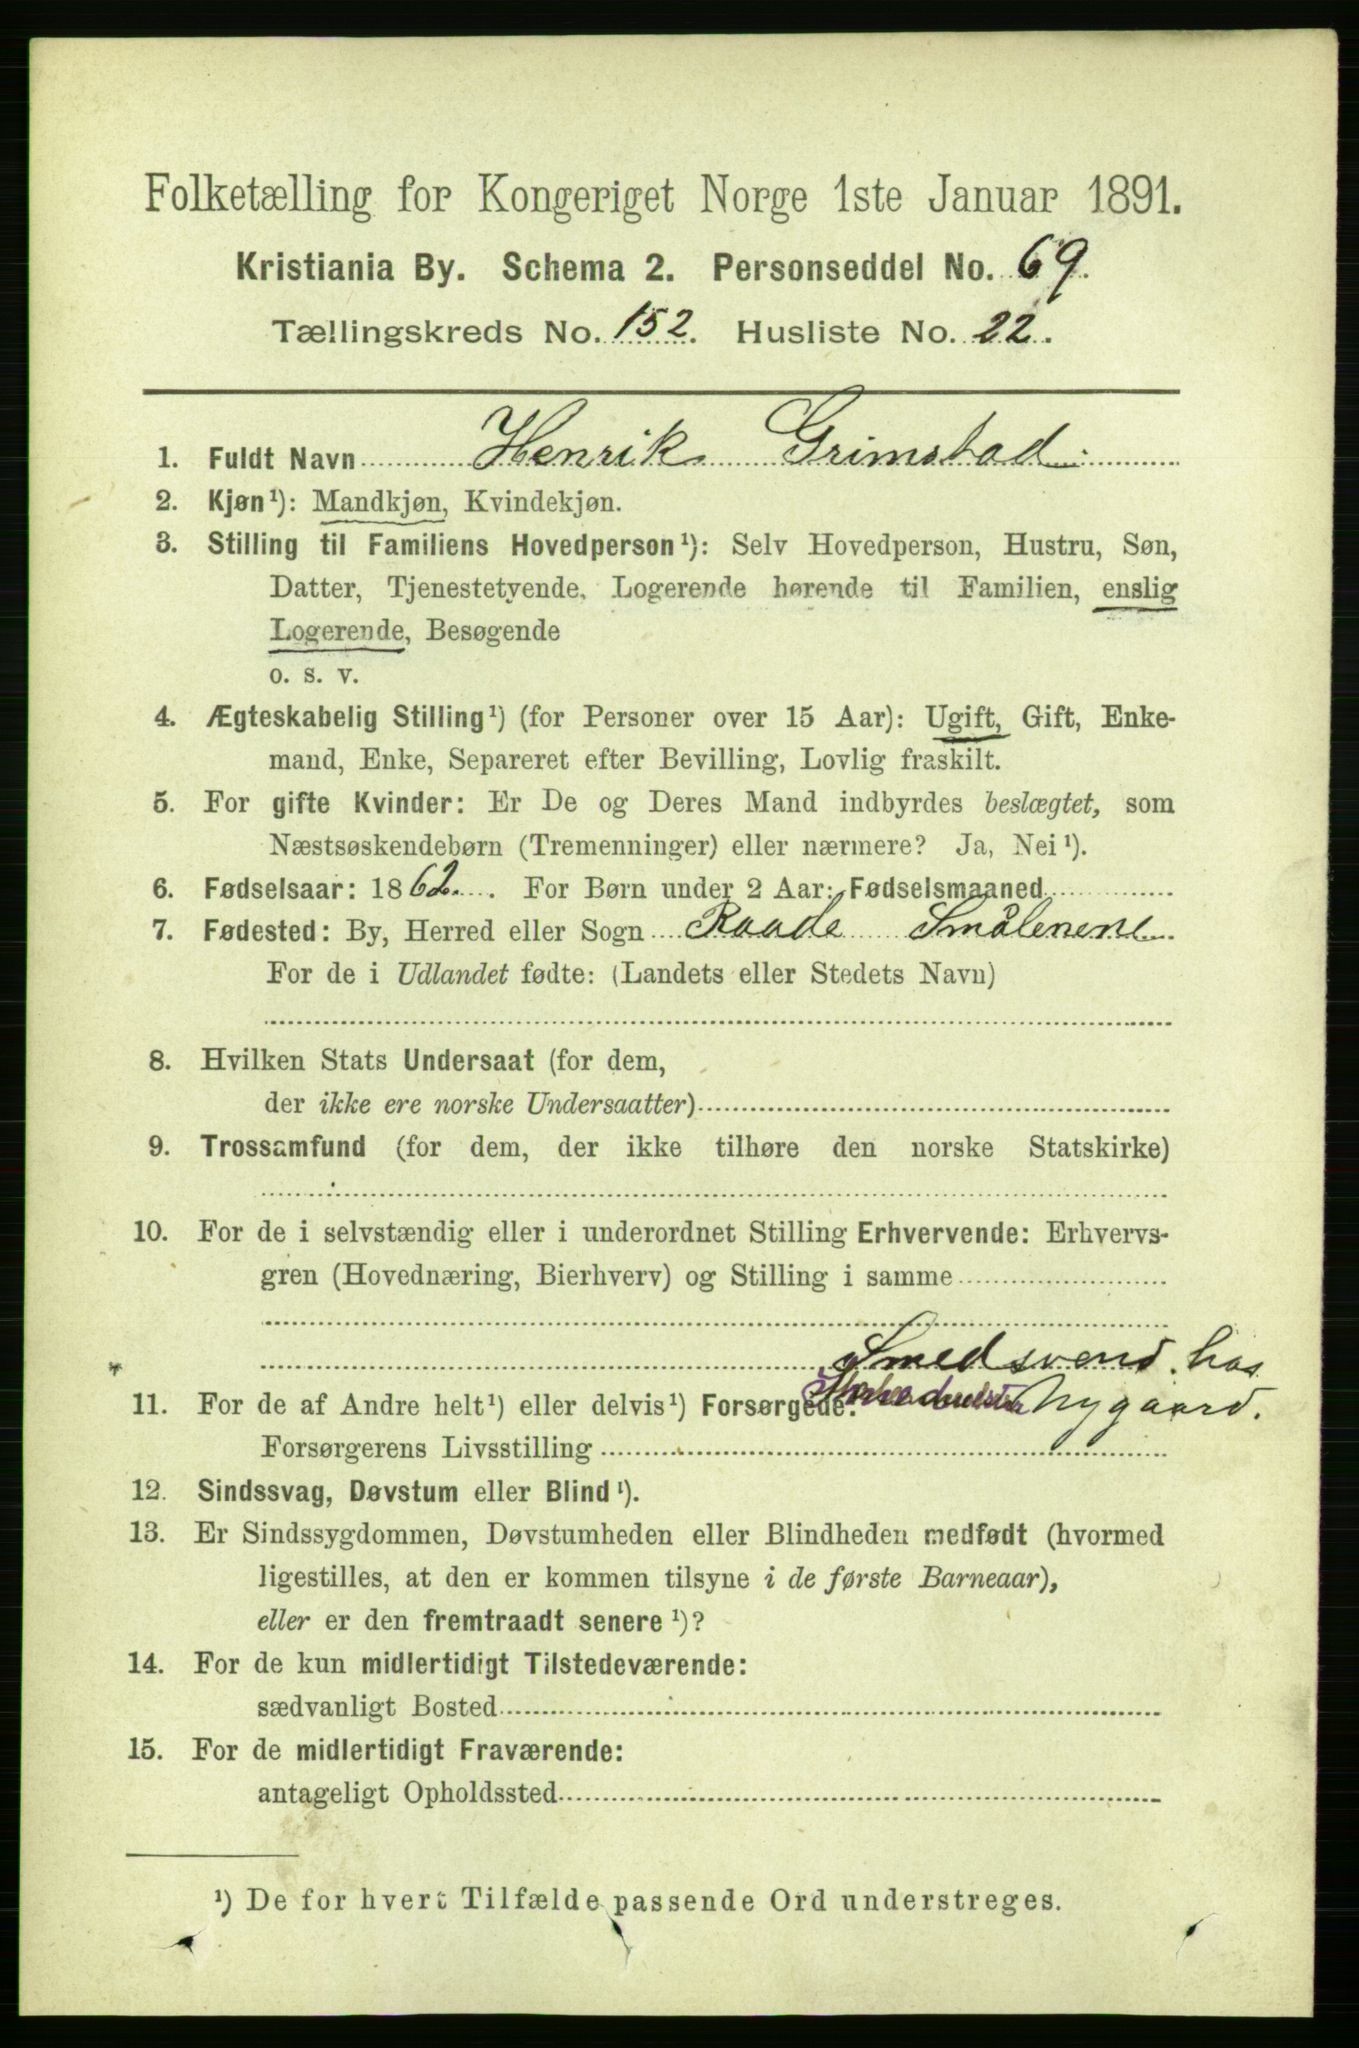 Folketælling for Kongeriget Norge 1ste Januar 1891.
Kristiania By. Schema 2. Personseddel No. 69.
Tællingskreds No. 152. Husliste No. 22.
1. Fuldt Navn Henrik Grimstad
2. Kjøn¹): Mandkjøn, Kvindekjøn.
3. Stilling til Familiens Hovedperson¹): Selv Hovedperson, Hustru, Søn,
Datter, Tjenestetyende, Logerende hørende til Familien, enslig
Logerende, Besøgende
o. s. v.
4. Ægteskabelig Stilling¹) (for Personer over 15 Aar): Ugift, Gift, Enke-
mand, Enke, Separeret efter Bevilling, Lovlig fraskilt.
5. For gifte Kvinder: Er De og Deres Mand indbyrdes beslægtet, som
Næstsøskendebørn (Tremenninger) eller nærmere? Ja, Nei¹).
6. Fødselsaar: 1862. For Børn under 2 Aar: Fødselsmaaned
7. Fødested: By, Herred eller Sogn Raade Smålenene
For de i Udlandet fødte: (Landets eller Stedets Navn)
8. Hvilken Stats Undersaat (for dem,
der ikke ere norske Undersaatter)
9. Trossamfund (for dem, der ikke tilhøre den norske Statskirke)
10. For de i selvstændig eller i underordnet Stilling Erhvervende: Erhvervs-
gren (Hovednæring, Bierhverv) og Stilling i samme
Smedsvend hos
11. For de af Andre helt¹) eller delvis¹) Forsørgede: Nygaard.
Forsørgerens Livsstilling
12. Sindssvag, Døvstum eller Blind¹).
13. Er Sindssygdommen, Døvstumheden eller Blindheden medfødt (hvormed
ligestilles, at den er kommen tilsyne i de første Barneaar),
eller er den fremtraadt senere¹)?
14. For de kun midlertidigt Tilstedeværende:
sædvanligt Bosted
15. For de midlertidigt Fraværende:
antageligt Opholdssted
¹) De for hvert Tilfælde passende Ord understreges.